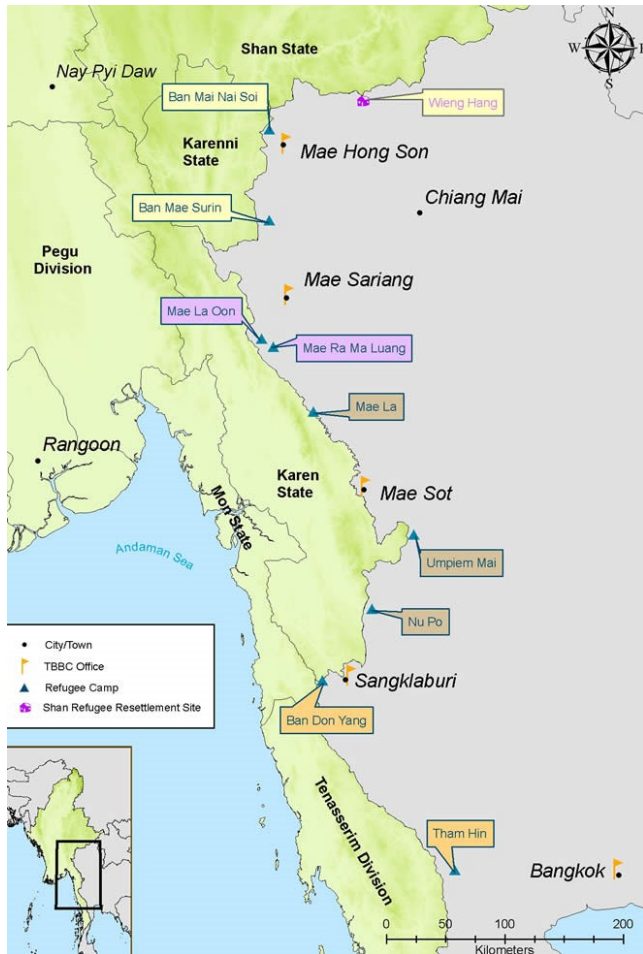 N
W
E
S
Shan State
Nay Pyi Daw
Ban Mai Nai Soi
Wieng Hang
Karenni
State
Mae Hong Son
Ban Mae Surin
Chiang Mai
Pegu
Division
Mae Sariang
Mae La Oon
Mae Ra Ma Luang
Mae La
Rangoon
Karen
State
Mae Sot
Mon State
Andaman Sea
Umpiem Mai
Nu Po
City/Town
TBBC Office
Refugee Camp
Shan Refugee Resettlement Site
Sangklaburi
Ban Don Yang
Tenasserim Division
Tham Hin
Bangkok
0 50 100 150 200
Kilometers